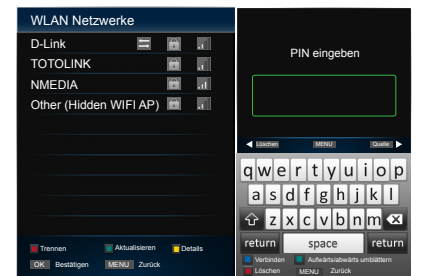 WLAN Netzwerke
D-Link
TOTOLINK
NMEDIA
Other (Hidden WIFI AP)
Trennen Aktualisieren Details
OK Bestätigen MENU Zurück
PIN eingeben
Löschen MENU Quelle
q w e r t y u i o p
a s d f g h j k l
z x c v b n m
return space return
Verbinden Aufwärts/abwärts umblättern
Löschen MENU Zurück